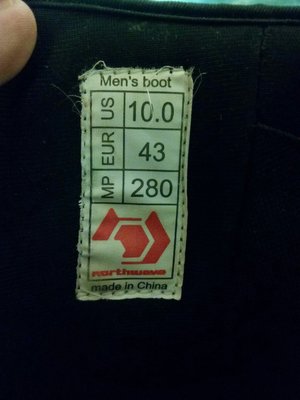 Men's boot
US 10.0
EUR 43
MP 280
northwave
made in China